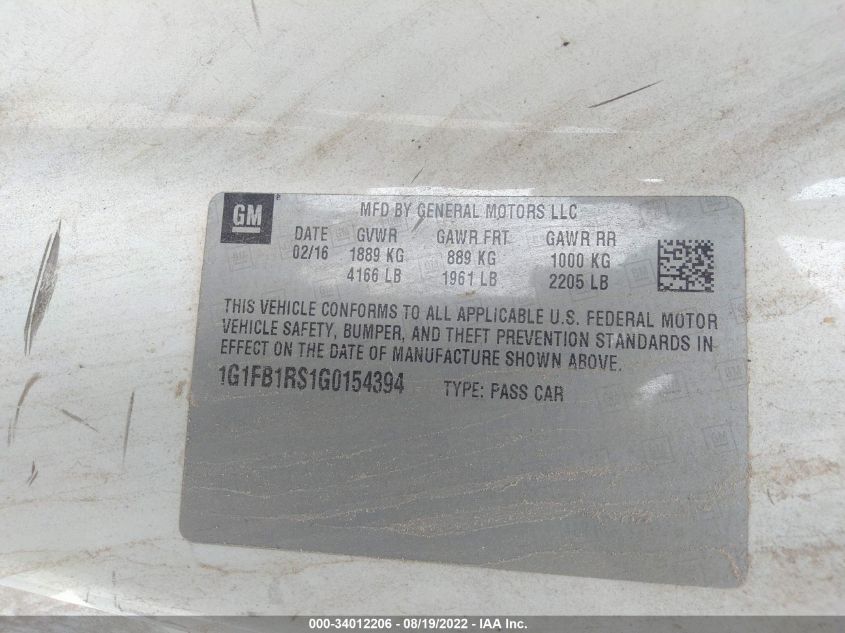 GM
MFD BY GENERAL MOTORS LLC
DATE GVWR GAWR FRT GAWR RR
02/16 1889 KG 889 KG 1000 KG
4166 LB 1961 LB 2205 LB
THIS VEHICLE CONFORMS TO ALL APPLICABLE U.S. FEDERAL MOTOR
VEHICLE SAFETY, BUMPER, AND THEFT PREVENTION STANDARDS IN
EFFECT ON THE DATE OF MANUFACTURE SHOWN ABOVE.
1G1FB1RS1G0154394 TYPE: PASS CAR
000-34012206 - 08/19/2022 - IAA Inc.